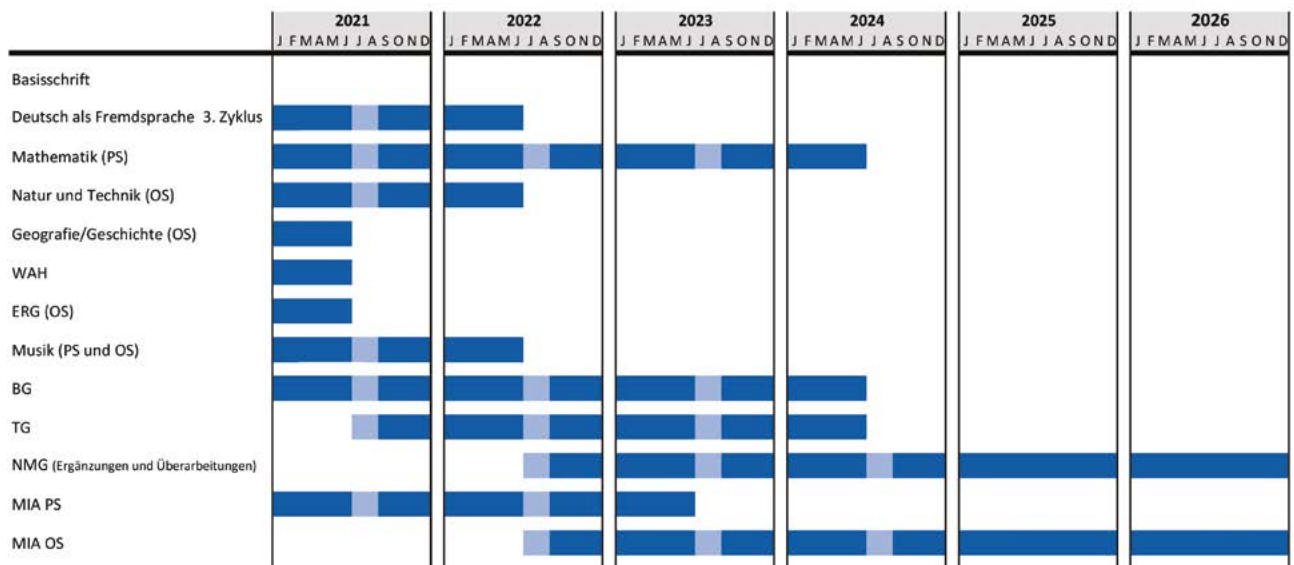 2021 2022 2023 2024 2025 2026
J F M A M J J A S O N D J F M A M J J A S O N D J F M A M J J A S O N D J F M A M J J A S O N D J F M A M J J A S O N D J F M A M J J A S O N D
Basisschrift
Deutsch als Fremdsprache 3. Zyklus
Mathematik (PS)
Natur und Technik (OS)
Geografie/Geschichte (OS)
WAH
ERG (OS)
Musik (PS und OS)
BG
TG
NMG (Ergänzungen und Überarbeitungen)
MIA PS
MIA OS